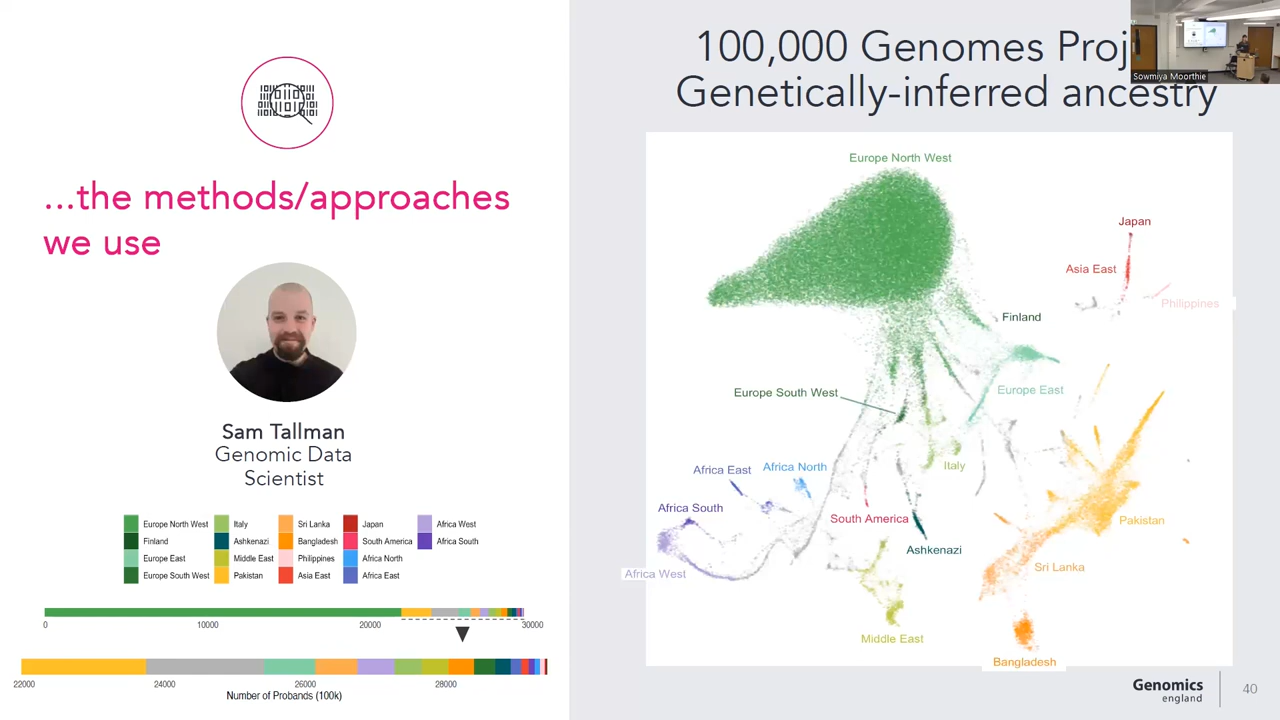 ...the methods/approaches
we use
Sam Tallman
Genomic Data
Scientist
Europe North West
Finland
Europe East
Europe South West
Italy
Ashkenazi
Middle East
Pakistan
Sri Lanka
Bangladesh
Philippines
Asia East
Japan
South America
Africa North
Africa East
Africa West
Africa South
0
10000
20000
30000
22000
24000
26000
28000
Number of Probands (100k)
100,000 Genomes Proj
Genetically-inferred ancestry
Sowmiya Moorthie
Europe North West
Japan
Asia East
Philippines
Finland
Europe East
Europe South West
Italy
Africa East
Africa North
Africa South
South America
Pakistan
Ashkenazi
Africa West
Sri Lanka
Middle East
Bangladesh
Genomics
england
40